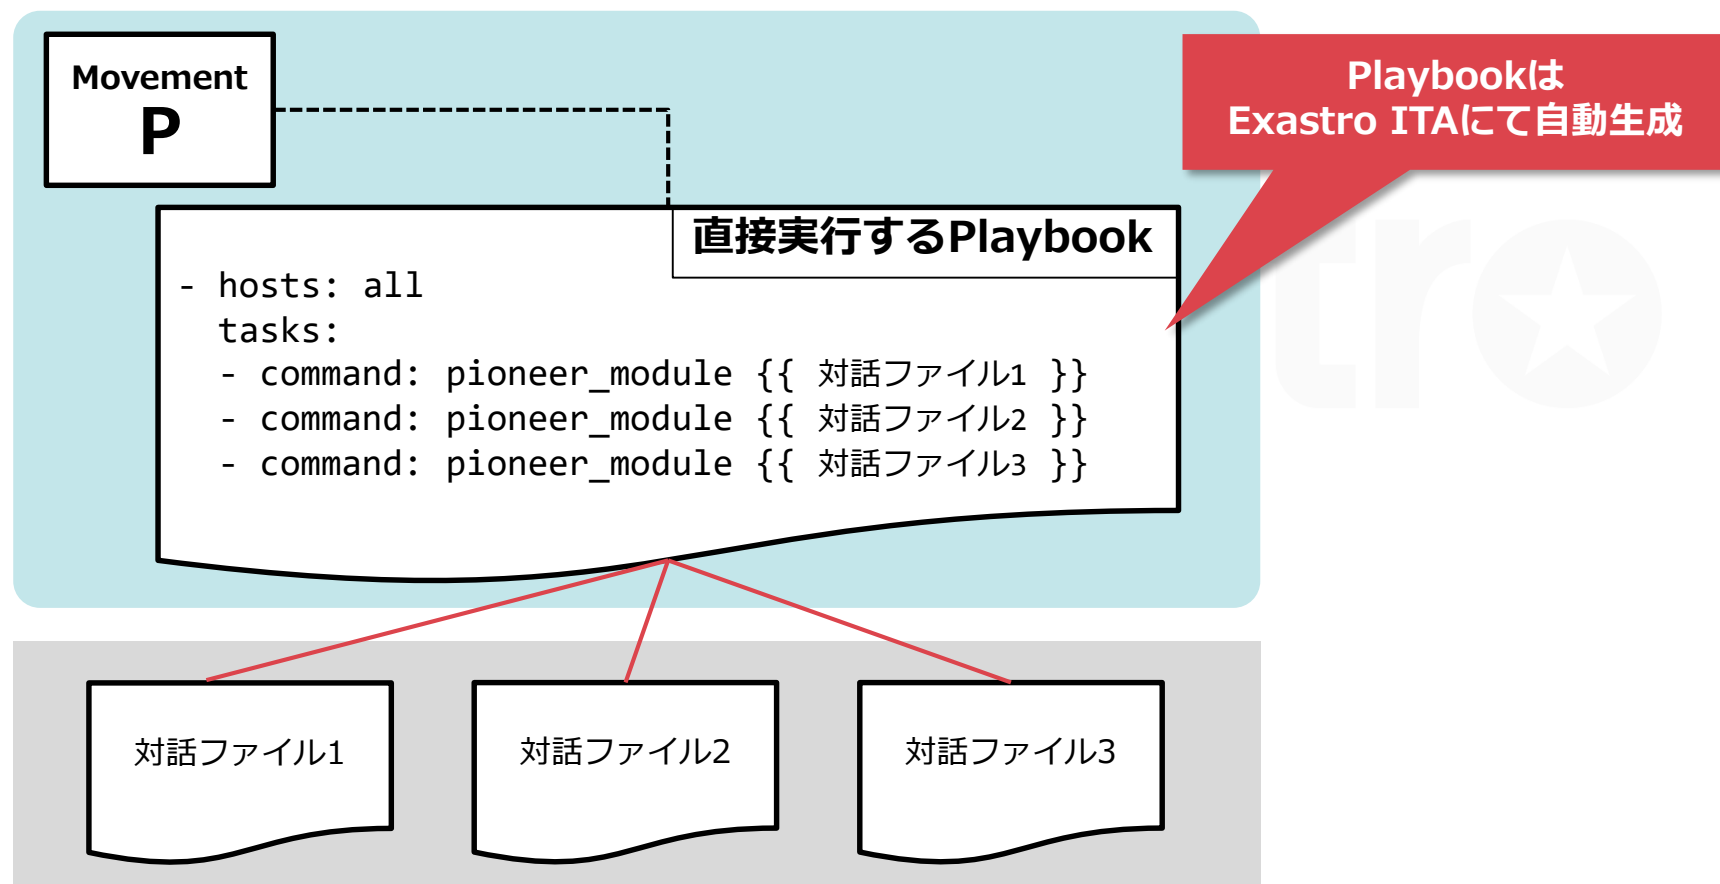 Movement
P
Playbookは
Exastro ITAにて自動生成
直接実行するPlaybook
- hosts: all
  tasks:
  - command: pioneer_module {{ 対話ファイル1 }}
  - command: pioneer_module {{ 対話ファイル2 }}
  - command: pioneer_module {{ 対話ファイル3 }}
tro
対話ファイル1
対話ファイル2
対話ファイル3